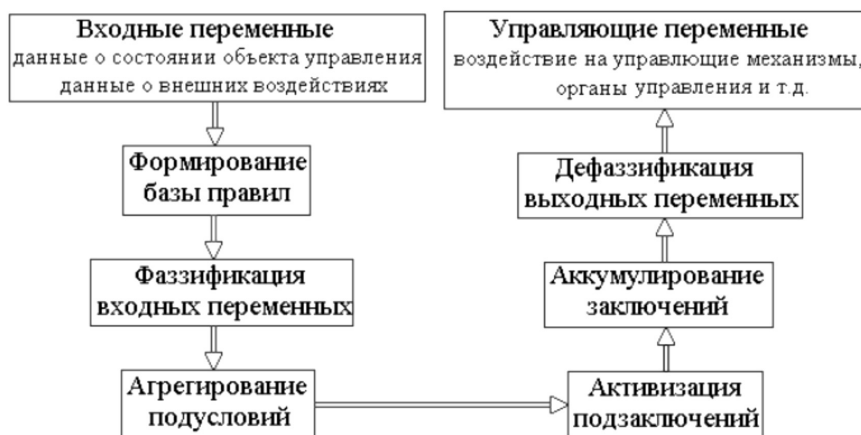 Входные переменные
данные о состоянии объекта управления
данные о внешних воздействиях
Формирование
базы правил
Фаззификация
входных переменных
Агрегирование
подусловий
Активизация
подзаключений
Аккумулирование
заключений
Дефаззификация
выходных переменных
Управляющие переменные
воздействие на управлющие механизмы,
органы управления и т.д.